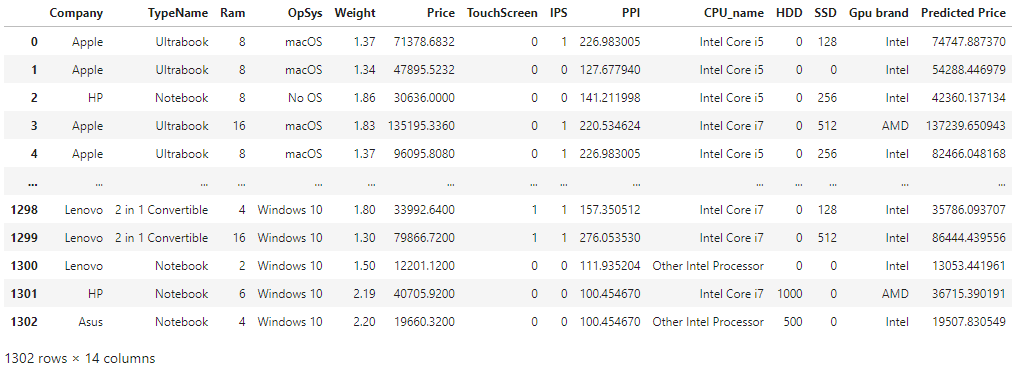 Company TypeName Ram OpSys Weight Price TouchScreen IPS PPI CPU_name HDD SSD Gpu brand Predicted Price
0 Apple Ultrabook 8 macOS 1.37 71378.6832 0 1 226.983005 Intel Core i5 0 128 Intel 74747.887370
1 Apple Ultrabook 8 macOS 1.34 47895.5232 0 0 127.677940 Intel Core i5 0 0 Intel 54288.446979
2 HP Notebook 8 No OS 1.86 30636.0000 0 0 141.211998 Intel Core i5 0 256 Intel 42360.137134
3 Apple Ultrabook 16 macOS 1.83 135195.3360 0 1 220.534624 Intel Core i7 0 512 AMD 137239.650943
4 Apple Ultrabook 8 macOS 1.37 96095.8080 0 1 226.983005 Intel Core i5 0 256 Intel 82466.048168
... ... ... ... ... ... ... ... ... ... ... ... ... ... ...
1298 Lenovo 2 in 1 Convertible 4 Windows 10 1.80 33992.6400 1 1 157.350512 Intel Core i7 0 128 Intel 35786.093707
1299 Lenovo 2 in 1 Convertible 16 Windows 10 1.30 79866.7200 1 1 276.053530 Intel Core i7 0 512 Intel 86444.439556
1300 Lenovo Notebook 2 Windows 10 1.50 12201.1200 0 0 111.935204 Other Intel Processor 0 0 Intel 13053.441961
1301 HP Notebook 6 Windows 10 2.19 40705.9200 0 0 100.454670 Intel Core i7 1000 0 AMD 36715.390191
1302 Asus Notebook 4 Windows 10 2.20 19660.3200 0 0 100.454670 Other Intel Processor 500 0 Intel 19507.830549
1302 rows × 14 columns